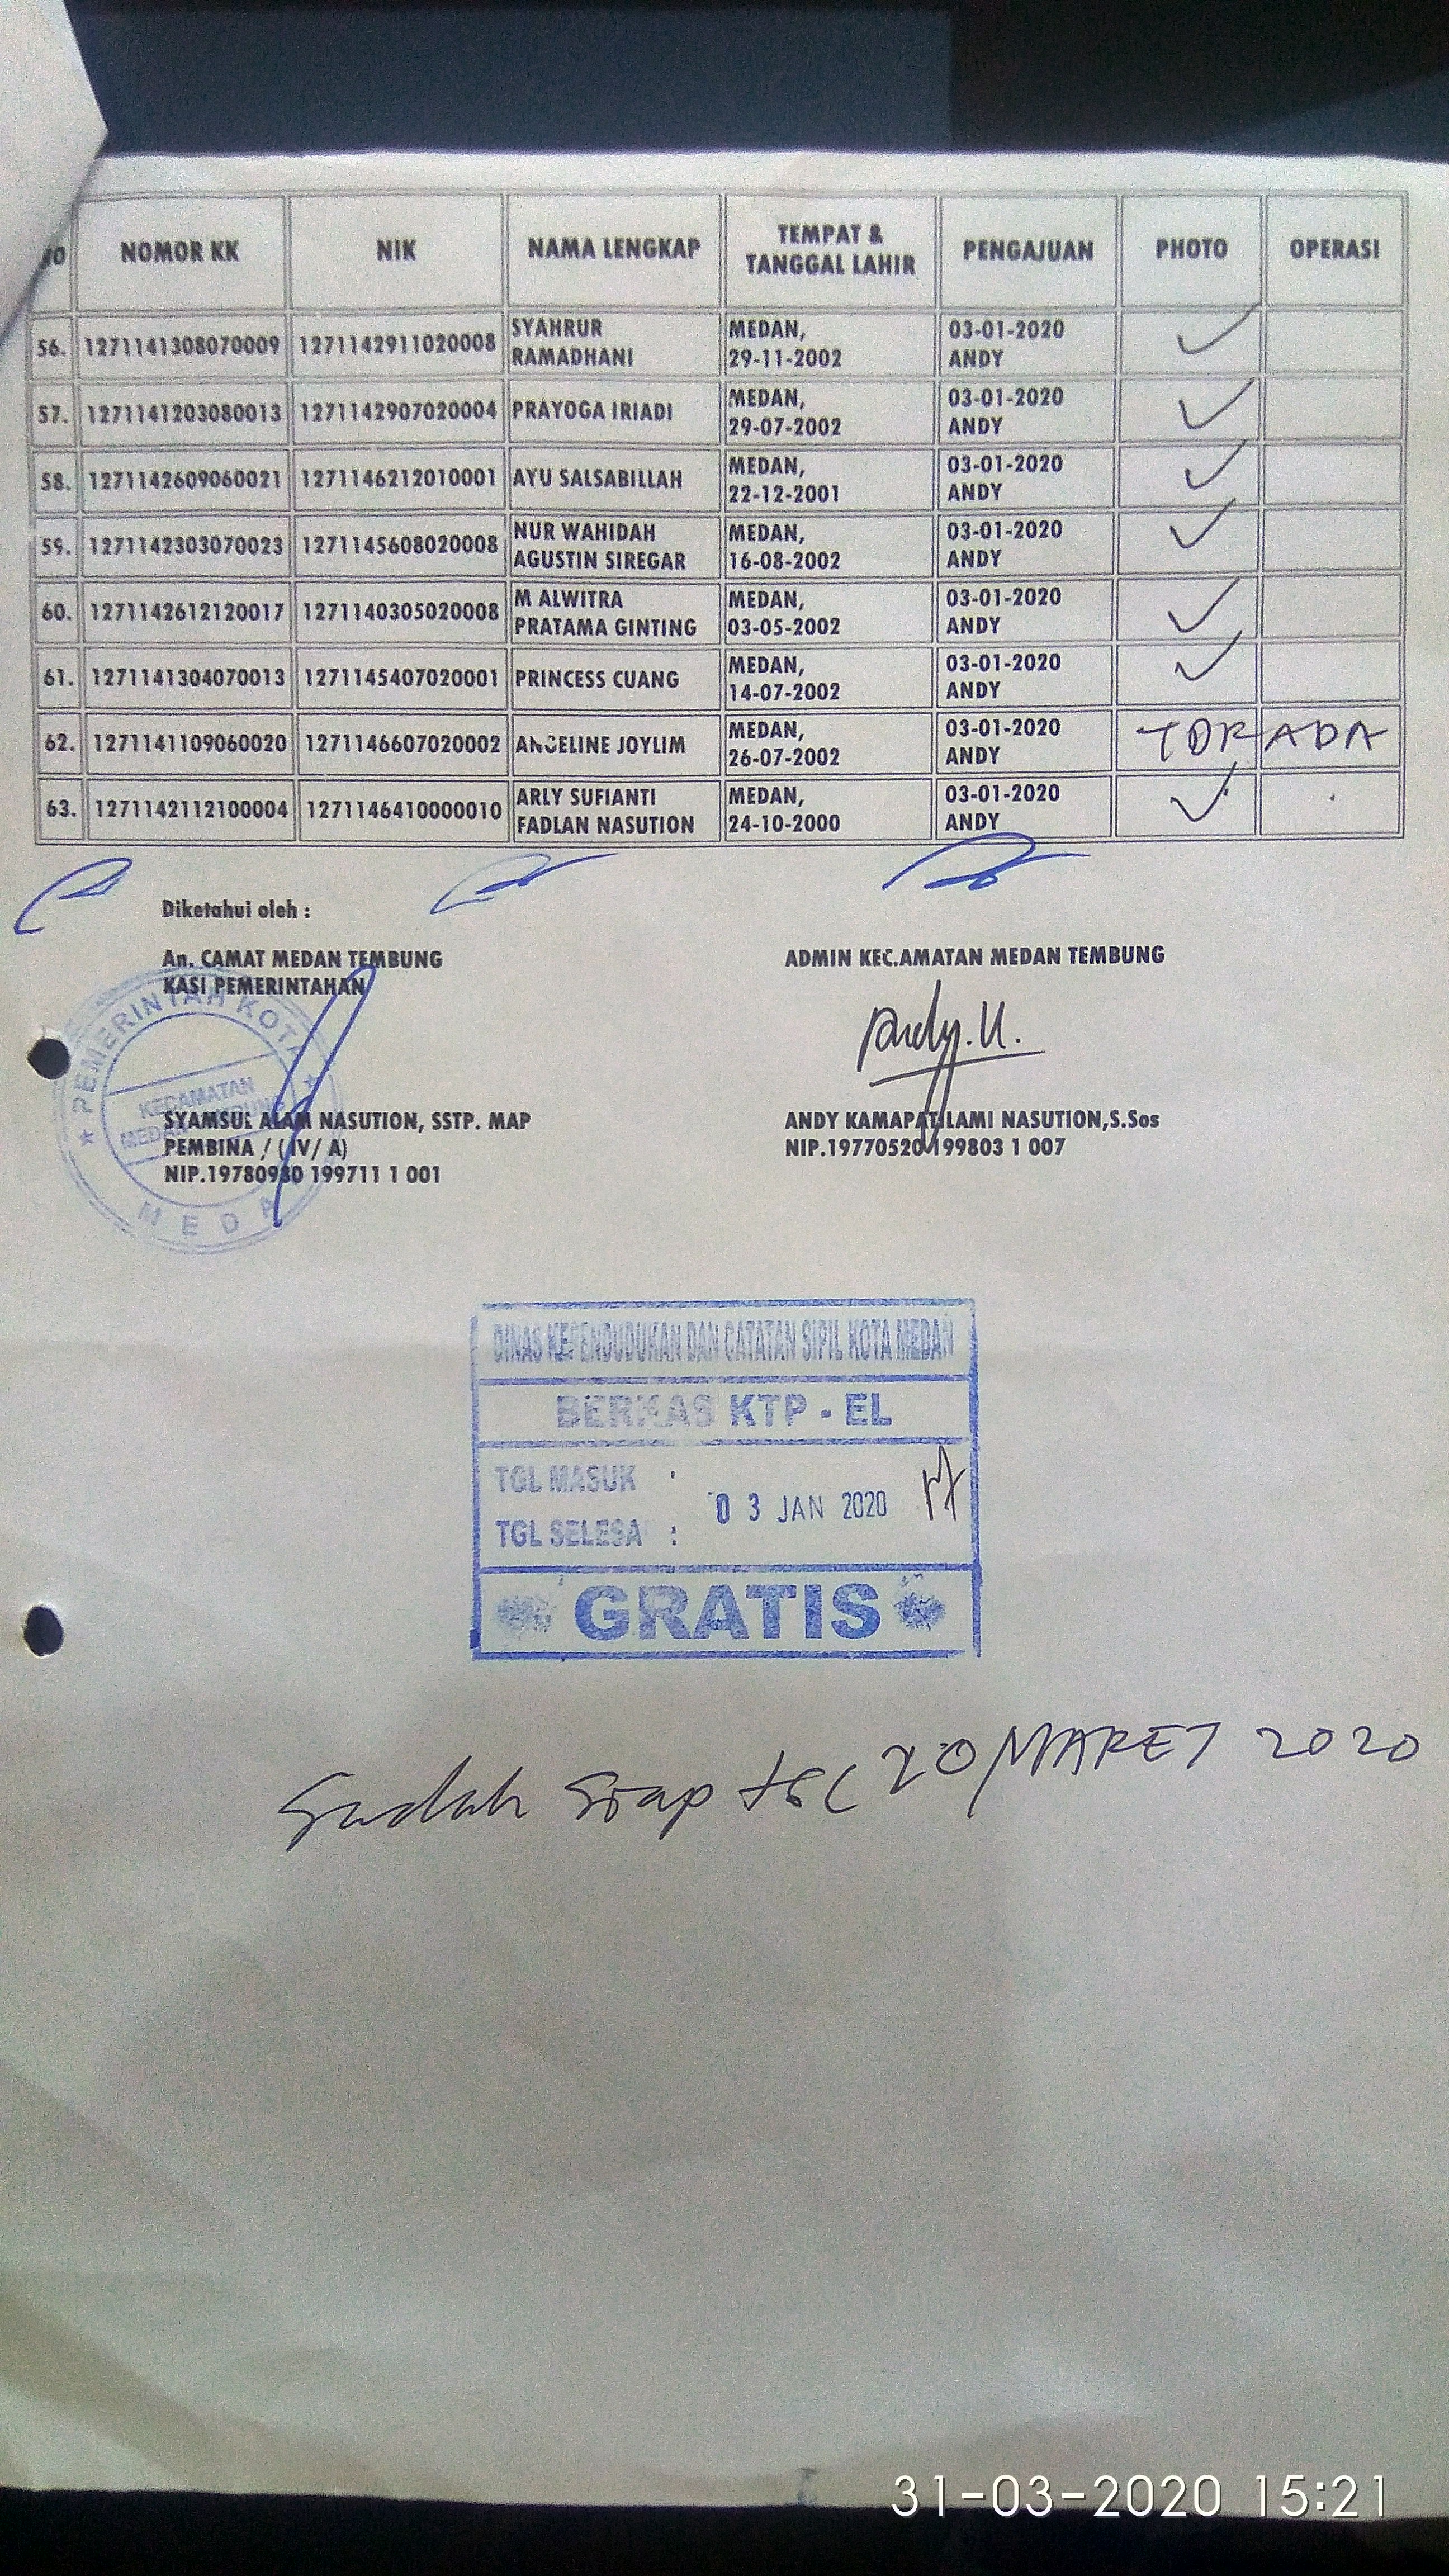 NO NOMOR KK NIK NAMA LENGKAP TEMPAT & TANGGAL LAHIR PENGAJUAN PHOTO OPERASI
56. 1271141308070009 1271142911020008 SYAHRUR RAMADHANI MEDAN, 29-11-2002 03-01-2020 ANDY
57. 1271141203080013 1271142907020004 PRAYOGA IRIADI MEDAN, 29-07-2002 03-01-2020 ANDY
58. 1271142609060021 1271146212010001 AYU SALSABILLAH MEDAN, 22-12-2001 03-01-2020 ANDY
59. 1271142303070023 1271145608020008 NUR WAHIDAH AGUSTIN SIREGAR MEDAN, 16-08-2002 03-01-2020 ANDY
60. 1271142612120017 1271140305020008 M ALWITRA PRATAMA GINTING MEDAN, 03-05-2002 03-01-2020 ANDY
61. 1271141304070013 1271145407020001 PRINCESS CUANG MEDAN, 14-07-2002 03-01-2020 ANDY
62. 1271141109060020 1271146607020002 ANGELINE JOYLIM MEDAN, 26-07-2002 03-01-2020 ANDY ADA
63. 1271142112100004 1271146410000010 ARLY SUFIANTI FADLAN NASUTION MEDAN, 24-10-2000 03-01-2020 ANDY
Diketahui oleh :
An. CAMAT MEDAN TEMBUNG
KASI PEMERINTAHAN
PEMERINTAH KOTA
KECAMATAN
MEDAN
SYAMSUL ALAM NASUTION, SSTP. MAP
PEMBINA / ( IV/ A)
NIP.19780930 199711 1 001
MEDAN
ADMIN KEC.AMATAN MEDAN TEMBUNG
Andy.U.
ANDY KAMAPATILAMI NASUTION,S.Sos
NIP.19770520 199803 1 007
DINAS KEPENDUDUKAN DAN CATATAN SIPIL KOTA MEDAN
BERKAS KTP - EL
TGL MASUK :
03 JAN 2020
TGL SELESAI :
GRATIS
Sudah Siap 20 MARET 2020
31-03-2020 15:21